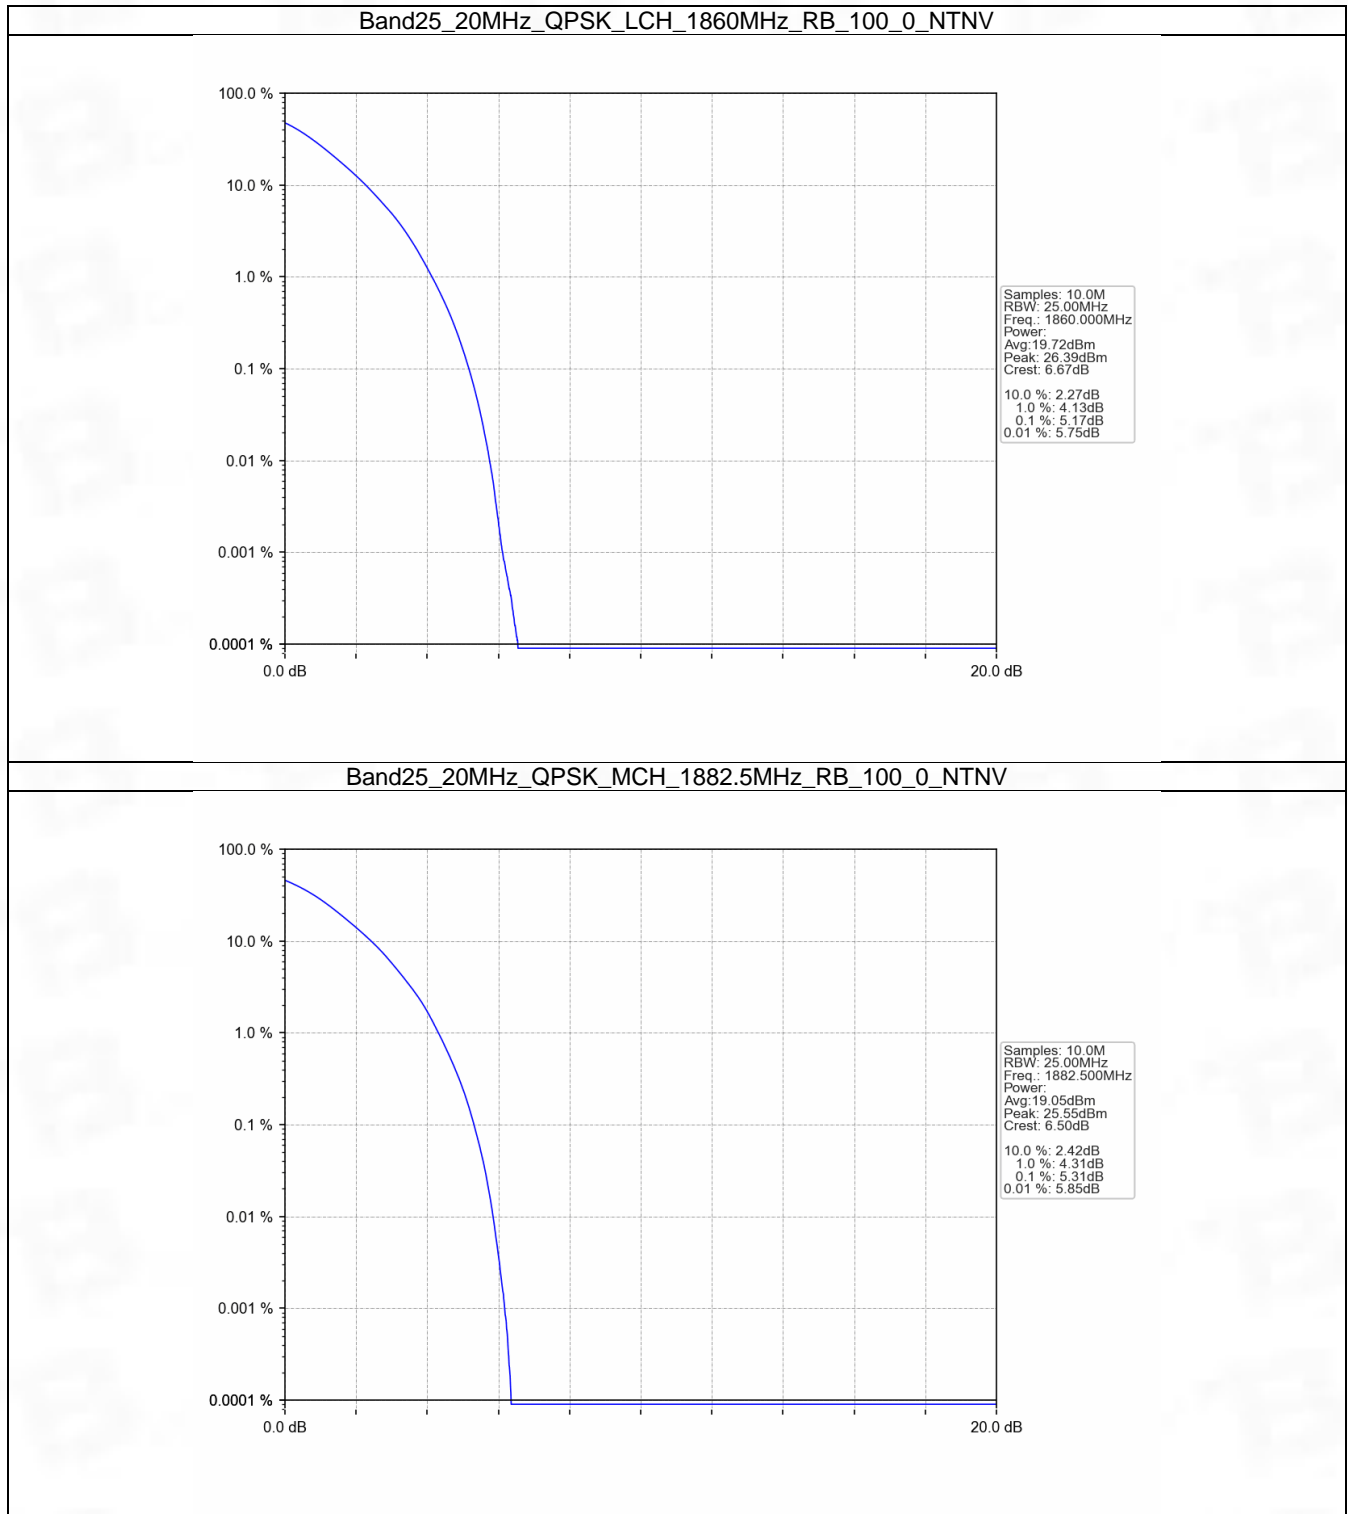 Band25_20MHz_QPSK_LCH_1860MHz_RB_100_0_NTNV
100.0 %
10.0 %
1.0 %
0.1 %
0.01 %
0.001 %
0.0001 %
0.0 dB
20.0 dB
Samples: 10.0M
RBW: 25.00MHz
Freq.: 1860.000MHz
Power:
Avg:19.72dBm
Peak: 26.39dBm
Crest: 6.67dB
10.0 %: 2.27dB
1.0 %: 4.13dB
0.1 %: 5.17dB
0.01 %: 5.75dB
Band25_20MHz_QPSK_MCH_1882.5MHz_RB_100_0_NTNV
100.0 %
10.0 %
1.0 %
0.1 %
0.01 %
0.001 %
0.0001 %
0.0 dB
20.0 dB
Samples: 10.0M
RBW: 25.00MHz
Freq.: 1882.500MHz
Power:
Avg:19.05dBm
Peak: 25.55dBm
Crest: 6.50dB
10.0 %: 2.42dB
1.0 %: 4.31dB
0.1 %: 5.31dB
0.01 %: 5.85dB